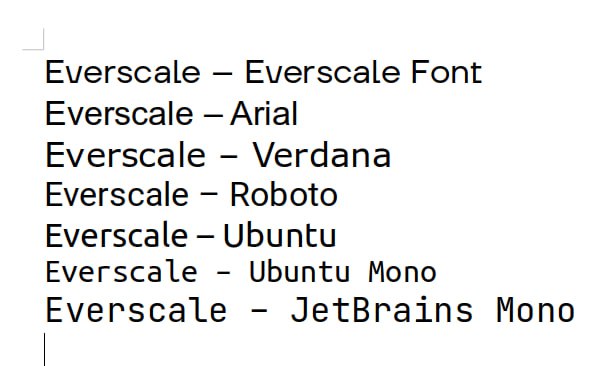 Everscale – Everscale Font
Everscale – Arial
Everscale – Verdana
Everscale – Roboto
Everscale – Ubuntu
Everscale – Ubuntu Mono
Everscale – JetBrains Mono